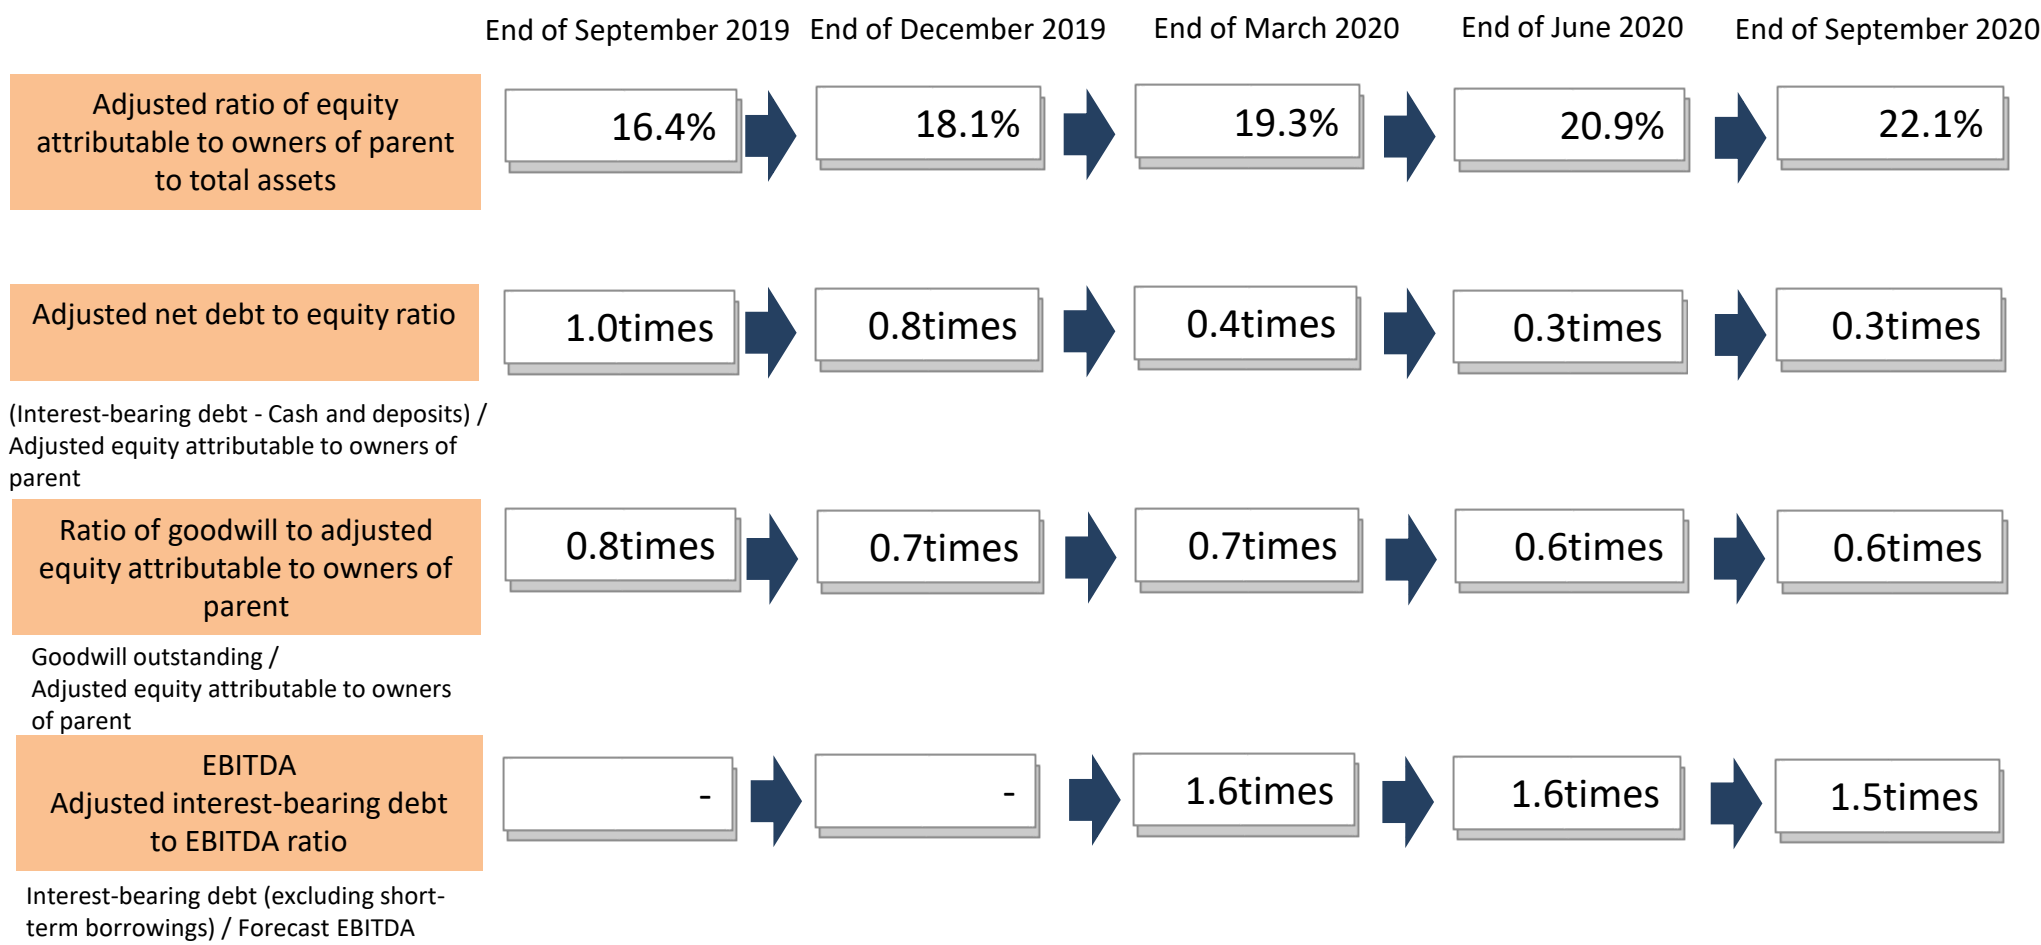 End of September 2019 End of December 2019 End of March 2020 End of June 2020 End of September 2020
Adjusted ratio of equity
attributable to owners of parent
to total assets
16.4% 18.1% 19.3% 20.9% 22.1%
Adjusted net debt to equity ratio
1.0times 0.8times 0.4times 0.3times 0.3times
(Interest-bearing debt - Cash and deposits) /
Adjusted equity attributable to owners of
parent
Ratio of goodwill to adjusted
equity attributable to owners of
parent
0.8times 0.7times 0.7times 0.6times 0.6times
Goodwill outstanding /
Adjusted equity attributable to owners
of parent
EBITDA
Adjusted interest-bearing debt
to EBITDA ratio
- - 1.6times 1.6times 1.5times
Interest-bearing debt (excluding short-
term borrowings) / Forecast EBITDA